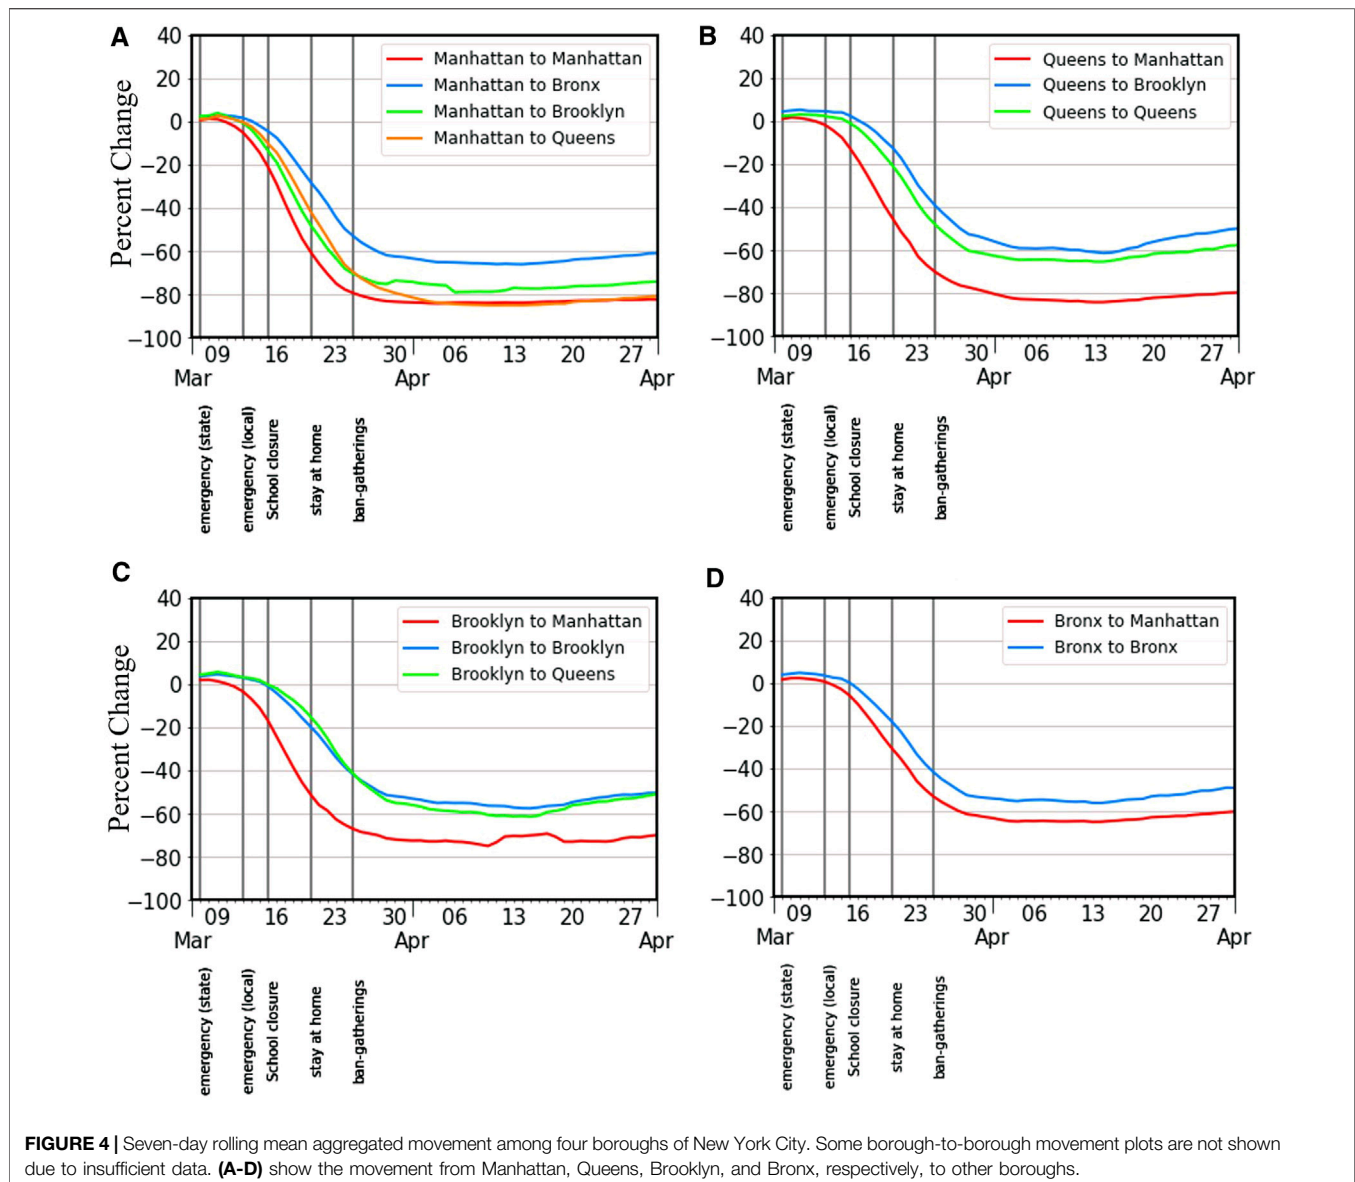 A
40
20
0
−20
−40
−60
−80
−100
Percent Change
Manhattan to Manhattan
Manhattan to Bronx
Manhattan to Brooklyn
Manhattan to Queens
09 16 23 30 06 13 20 27
Mar Apr Apr
emergency (state)
emergency (local)
School closure
stay at home
ban-gatherings
B
40
20
0
−20
−40
−60
−80
−100
Queens to Manhattan
Queens to Brooklyn
Queens to Queens
09 16 23 30 06 13 20 27
Mar Apr Apr
emergency (state)
emergency (local)
School closure
stay at home
ban-gatherings
C
40
20
0
−20
−40
−60
−80
−100
Percent Change
Brooklyn to Manhattan
Brooklyn to Brooklyn
Brooklyn to Queens
09 16 23 30 06 13 20 27
Mar Apr Apr
emergency (state)
emergency (local)
School closure
stay at home
ban-gatherings
D
40
20
0
−20
−40
−60
−80
−100
Bronx to Manhattan
Bronx to Bronx
09 16 23 30 06 13 20 27
Mar Apr Apr
emergency (state)
emergency (local)
School closure
stay at home
ban-gatherings
FIGURE 4 | Seven-day rolling mean aggregated movement among four boroughs of New York City. Some borough-to-borough movement plots are not shown
due to insufficient data. (A-D) show the movement from Manhattan, Queens, Brooklyn, and Bronx, respectively, to other boroughs.